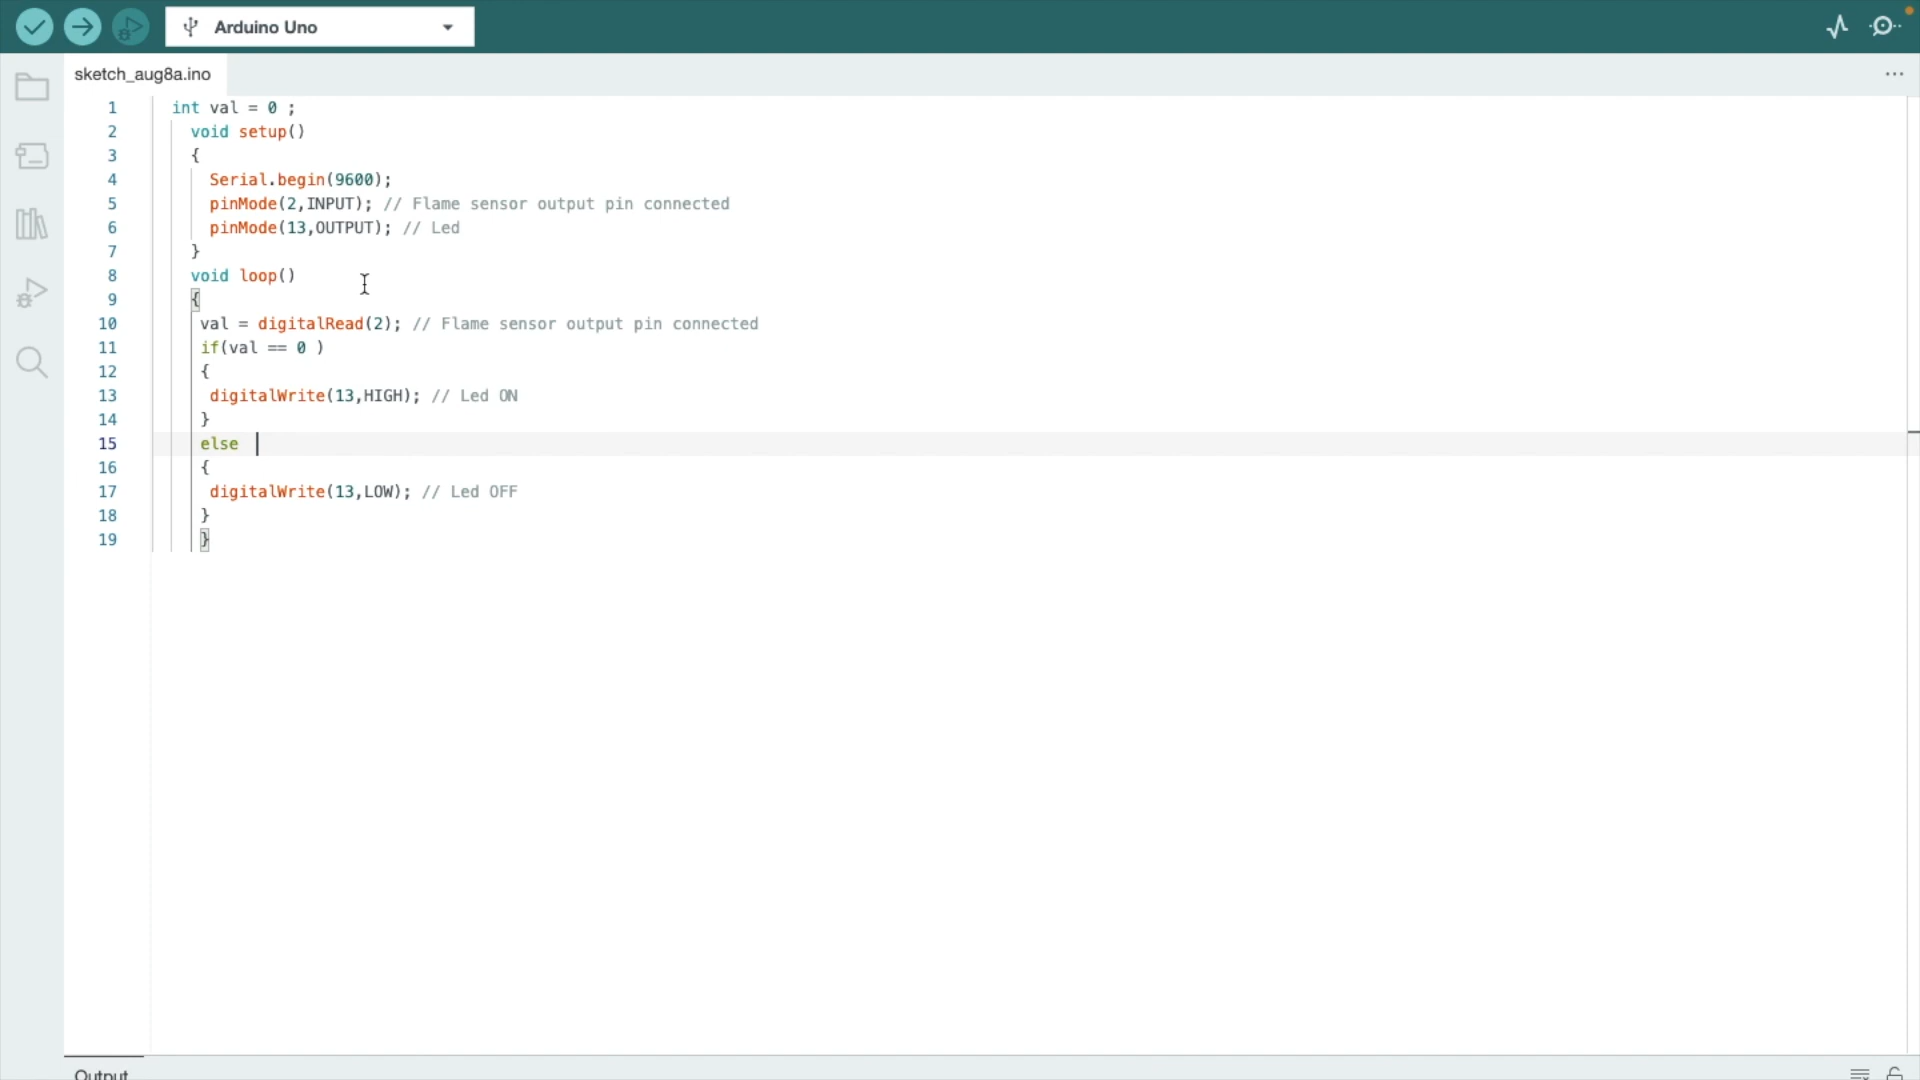 Arduino Uno
sketch_aug8a.ino
1 int val = 0 ;
2 void setup()
3 {
4 Serial.begin(9600);
5 pinMode(2,INPUT); // Flame sensor output pin connected
6 pinMode(13,OUTPUT); // Led
7 }
8 void loop()
9 {
10 val = digitalRead(2); // Flame sensor output pin connected
11 if(val == 0 )
12 {
13 digitalWrite(13,HIGH); // Led ON
14 }
15 else
16 {
17 digitalWrite(13,LOW); // Led OFF
18 }
19 }
Output